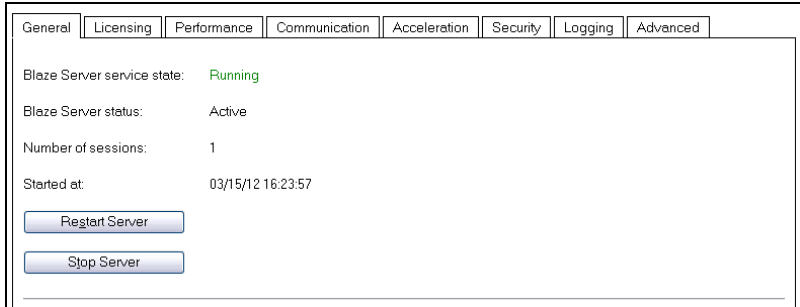 General Licensing Performance Communication Acceleration Security Logging Advanced
Blaze Server service state: Running
Blaze Server status: Active
Number of sessions: 1
Started at: 03/15/12 16:23:57
Restart Server
Stop Server